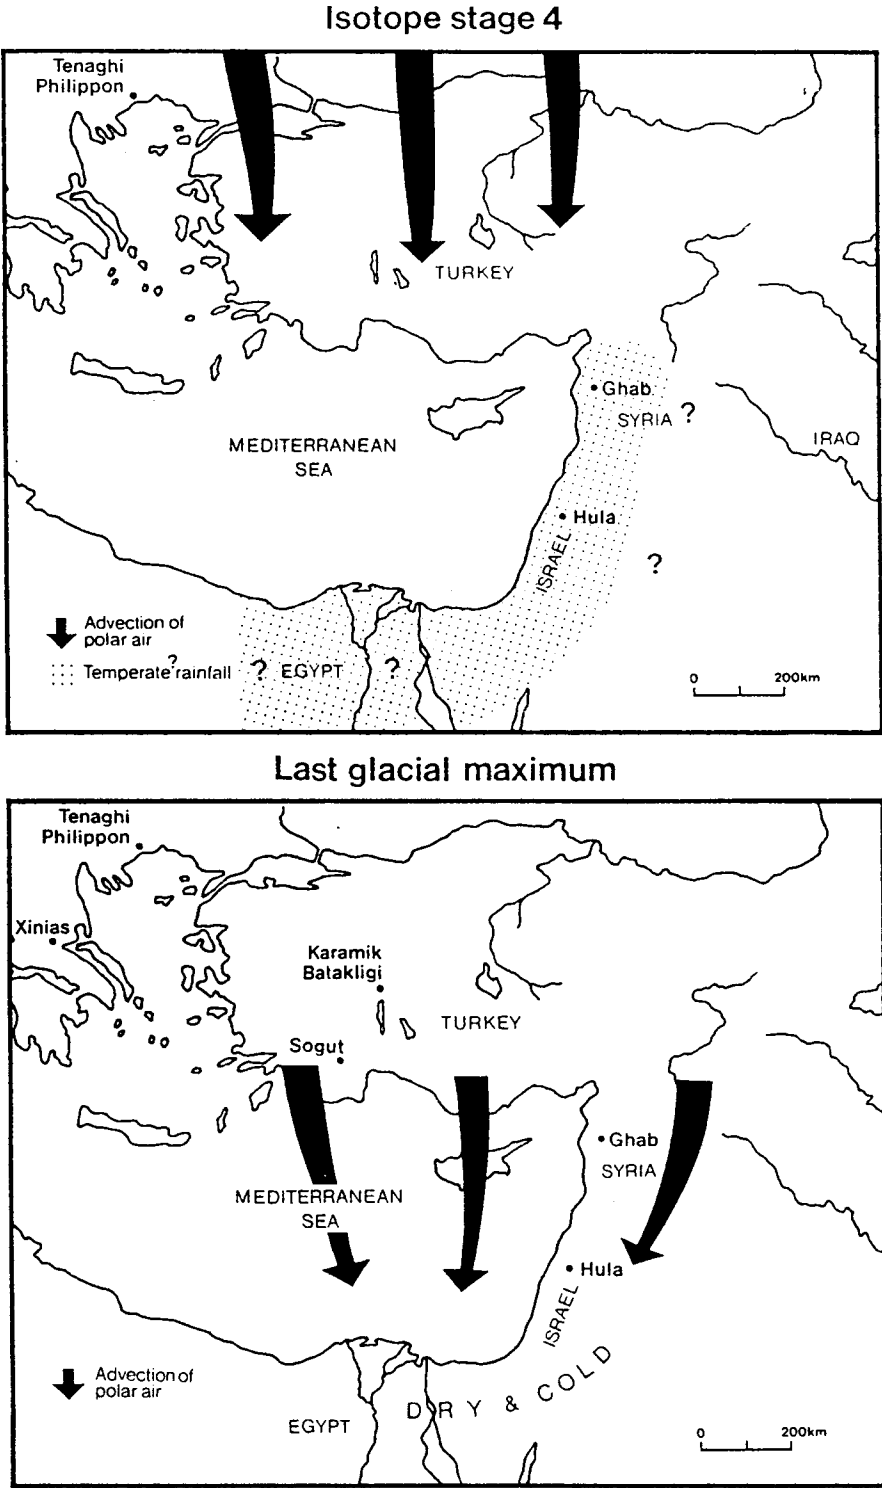 Isotope stage 4
Tenaghi
Philippon
TURKEY
Ghab
SYRIA ?
IRAQ
MEDITERRANEAN
SEA
Hula
ISRAEL
?
Advection of
polar air
Temperate ? rainfall
? EGYPT ?
0 200km
Last glacial maximum
Tenaghi
Philippon
Xinias
Karamik
Batakligi
TURKEY
Sogut
Ghab
SYRIA
MEDITERRANEAN
SEA
Hula
ISRAEL
DRY & COLD
Advection of
polar air
EGYPT
0 200km